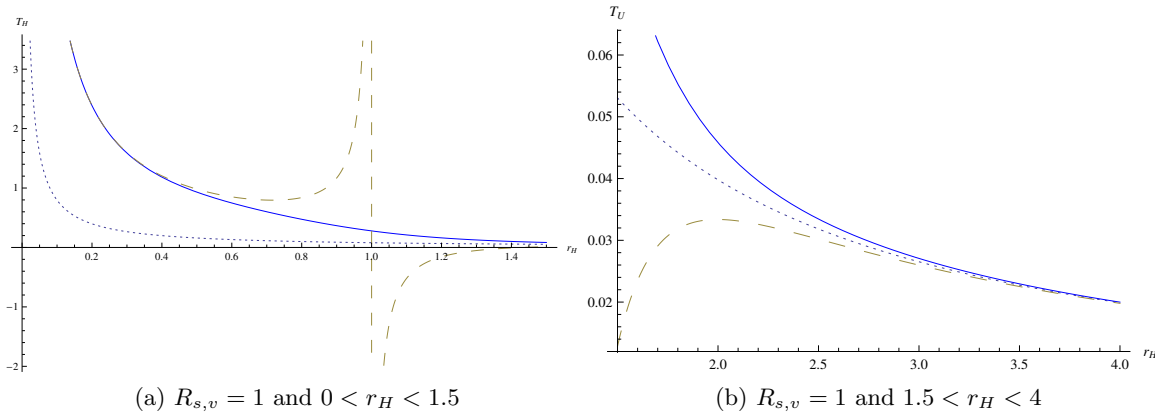 T_H
3
2
1
0.2 0.4 0.6 0.8 1.0 1.2 1.4 r_H
−1
−2
(a) R_{s,v} = 1 and 0 < r_H < 1.5
T_U
0.06
0.05
0.04
0.03
0.02
2.0 2.5 3.0 3.5 4.0 r_H
(b) R_{s,v} = 1 and 1.5 < r_H < 4